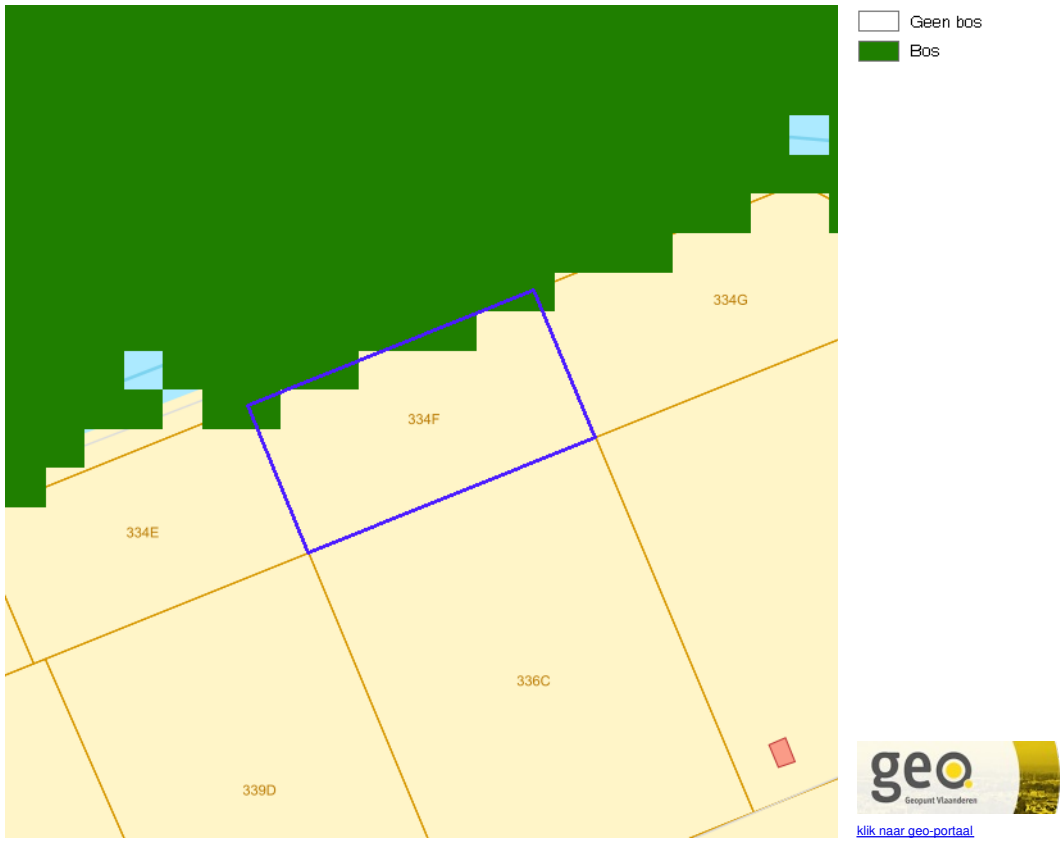 Geen bos
Bos
334G
334F
334E
336C
339D
geo
Geopunt Vlaanderen
klik naar geo-portaal